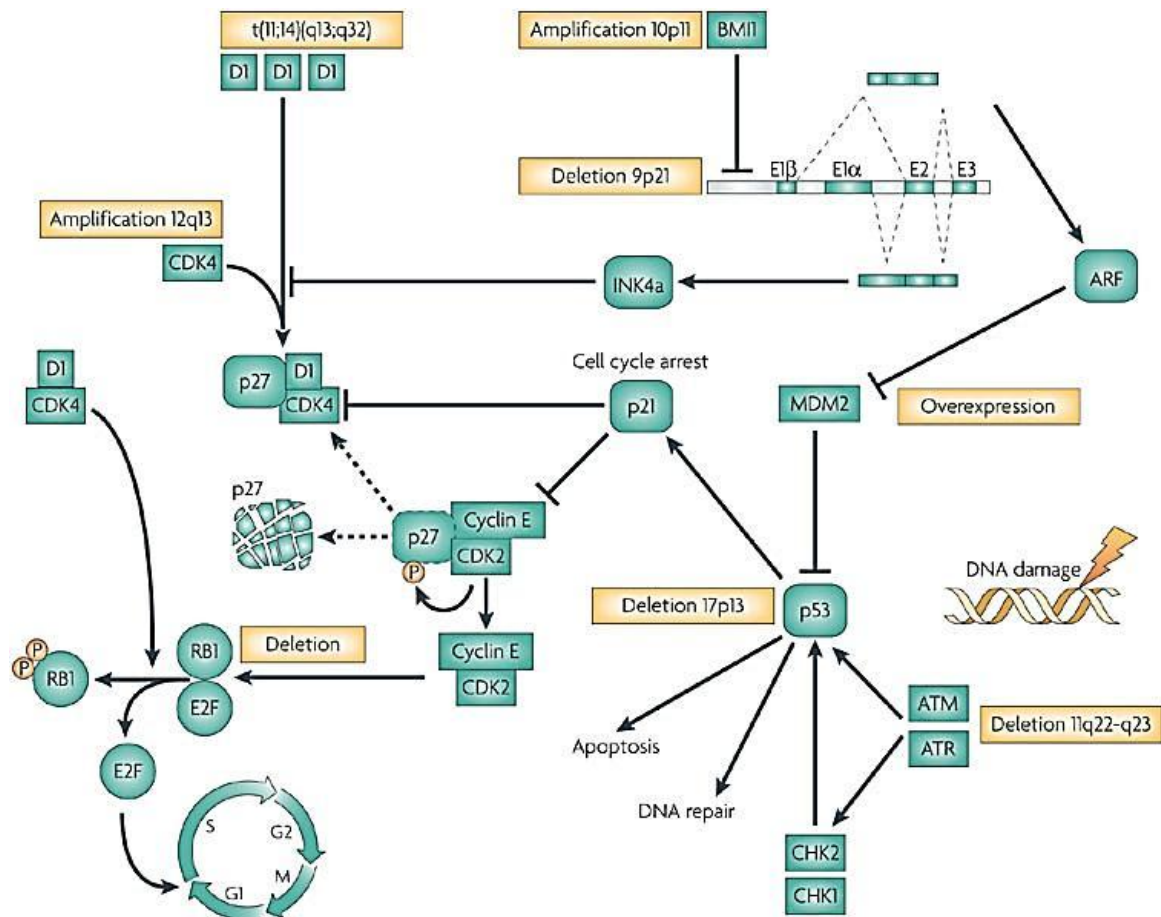 t(11;14)(q13;q32)
D1 D1 D1
Amplification 10p11 BMI1
Deletion 9p21
E1β E1α E2 E3
Amplification 12q13
CDK4
INK4a
ARF
D1
CDK4
p27 D1
CDK4
Cell cycle arrest
p21
MDM2
Overexpression
p27
p27 Cyclin E
CDK2
P
DNA damage
Deletion 17p13 p53
Deletion
RB1
E2F
P
P
RB1
Cyclin E
CDK2
ATM
ATR
Deletion 11q22-q23
Apoptosis
E2F
DNA repair
S
G2
M
G1
CHK2
CHK1